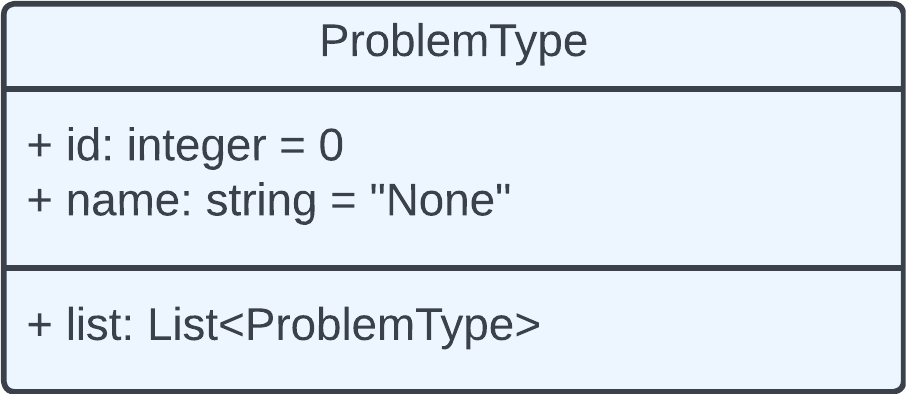 ProblemType
+ id: integer = 0
+ name: string = "None"
+ list: List<ProblemType>